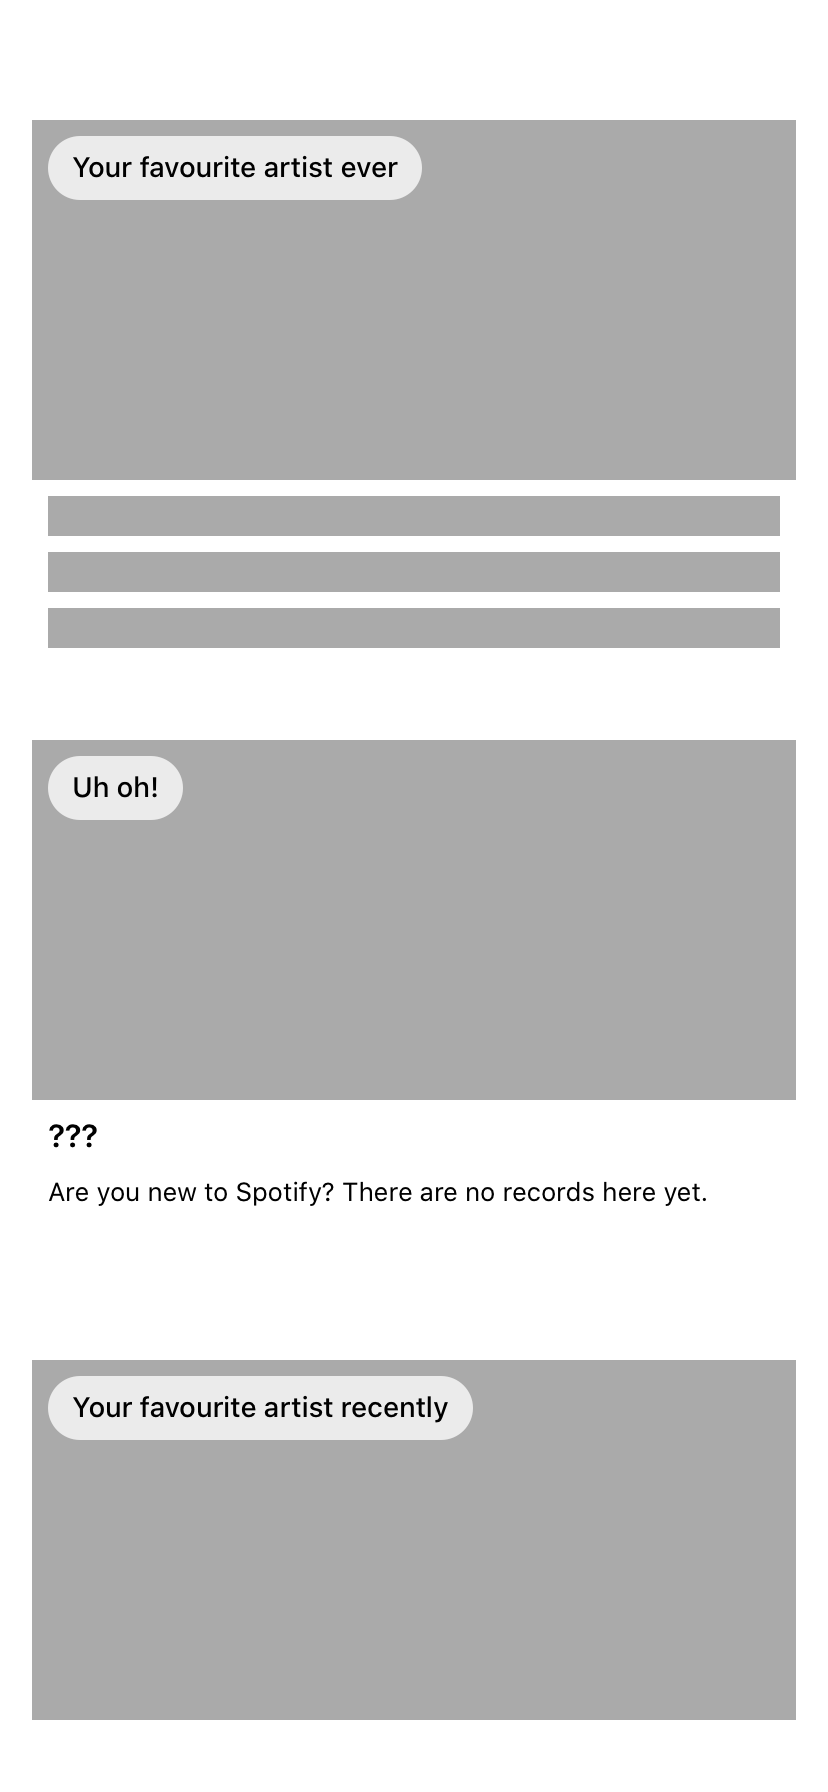 Your favourite artist ever
Uh oh!
???
Are you new to Spotify? There are no records here yet.
Your favourite artist recently